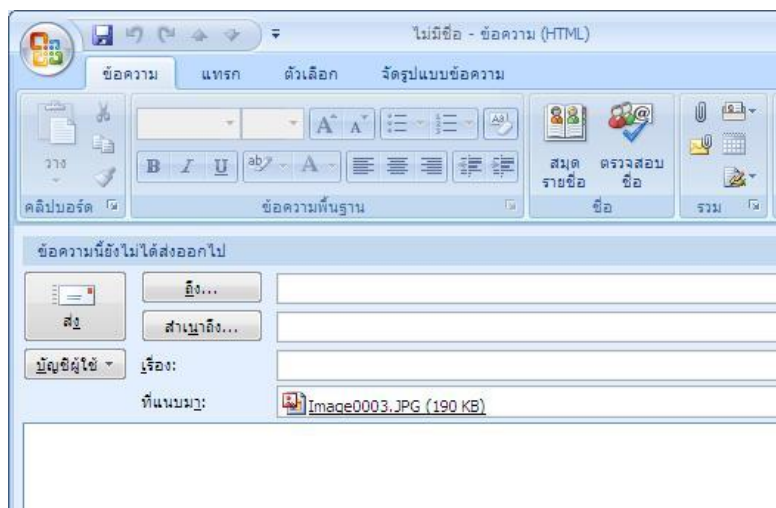 ไม่มีชื่อ - ข้อความ (HTML)
ข้อความ แทรก ตัวเลือก จัดรูปแบบข้อความ
วาง
B I U ab A
A A Aa
สมุดรายชื่อ ตรวจสอบชื่อ
คลิปบอร์ด ข้อความพื้นฐาน ชื่อ รวม
ข้อความนี้ยังไม่ได้ส่งออกไป
ส่ง
ถึง...
สำเนาถึง...
บัญชีผู้ใช้ เรื่อง:
ที่แนบมา: Image0003.JPG (190 KB)